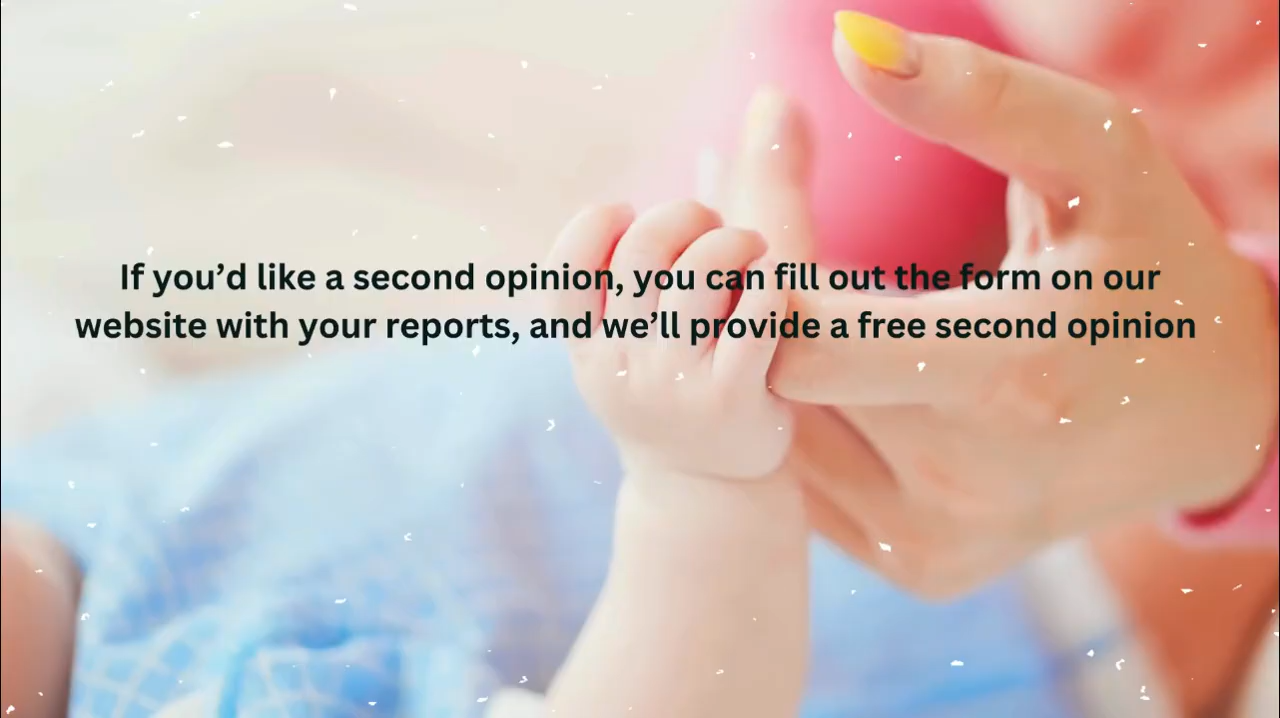 If you’d like a second opinion, you can fill out the form on our
website with your reports, and we’ll provide a free second opinion